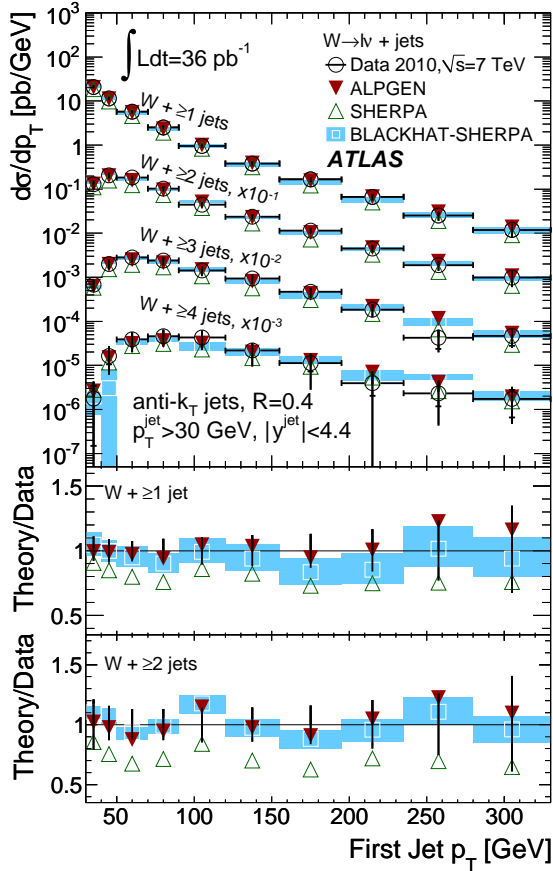 dσ/dp_T [pb/GeV]
10^3
10^2
10
1
10^-1
10^-2
10^-3
10^-4
10^-5
10^-6
10^-7
∫ Ldt=36 pb^-1
W→lν + jets
Data 2010,√s=7 TeV
ALPGEN
SHERPA
BLACKHAT-SHERPA
ATLAS
W + ≥1 jets
W + ≥2 jets, x10^-1
W + ≥3 jets, x10^-2
W + ≥4 jets, x10^-3
anti-k_T jets, R=0.4
p_T^jet>30 GeV, |y^jet|<4.4
Theory/Data
1.5
1
0.5
W + ≥1 jet
Theory/Data
1.5
1
0.5
W + ≥2 jets
50 100 150 200 250 300
First Jet p_T [GeV]